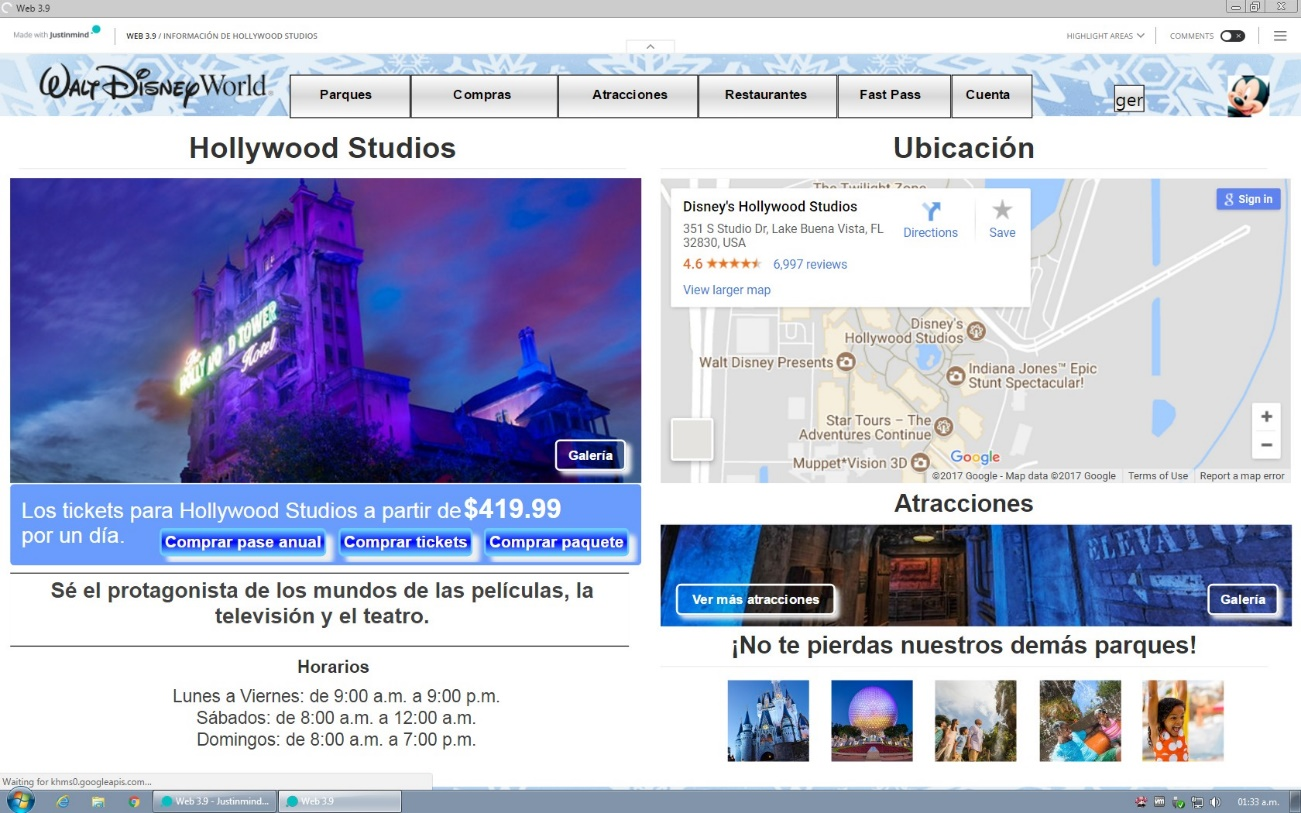 Web 3.9
Made with Justinmind
WEB 3.9 / INFORMACIÓN DE HOLLYWOOD STUDIOS
HIGHLIGHT AREAS
COMMENTS
WALT DISNEY World
Parques
Compras
Atracciones
Restaurantes
Fast Pass
Cuenta
ger
Hollywood Studios
The
HOLLYWO D TOWER
Hotel
Galería
Los tickets para Hollywood Studios a partir de $419.99
por un día.
Comprar pase anual
Comprar tickets
Comprar paquete
Sé el protagonista de los mundos de las películas, la
televisión y el teatro.
Horarios
Lunes a Viernes: de 9:00 a.m. a 9:00 p.m.
Sábados: de 8:00 a.m. a 12:00 a.m.
Domingos: de 8:00 a.m. a 7:00 p.m.
Ubicación
The Twilight Zone
Disney's Hollywood Studios
351 S Studio Dr, Lake Buena Vista, FL
32830, USA
4.6
6,997 reviews
View larger map
Directions
Save
Sign in
Disney's
Hollywood Studios
Walt Disney Presents
Indiana Jones™ Epic
Stunt Spectacular!
Star Tours – The
Adventures Continue
Muppet*Vision 3D
Google
+
−
©2017 Google - Map data ©2017 Google
Terms of Use
Report a map error
Atracciones
ELEVATOR
Ver más atracciones
Galería
¡No te pierdas nuestros demás parques!
Waiting for khms0.googleapis.com...
Web 3.9 - Justinmind...
Web 3.9
01:33 a.m.